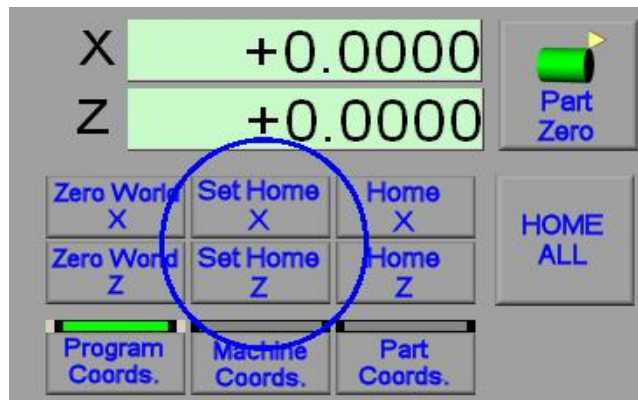 X +0.0000
Z +0.0000
Part
Zero
Zero World
X
Set Home
X
Home
X
Zero World
Z
Set Home
Z
Home
Z
HOME
ALL
Program
Coords.
Machine
Coords.
Part
Coords.